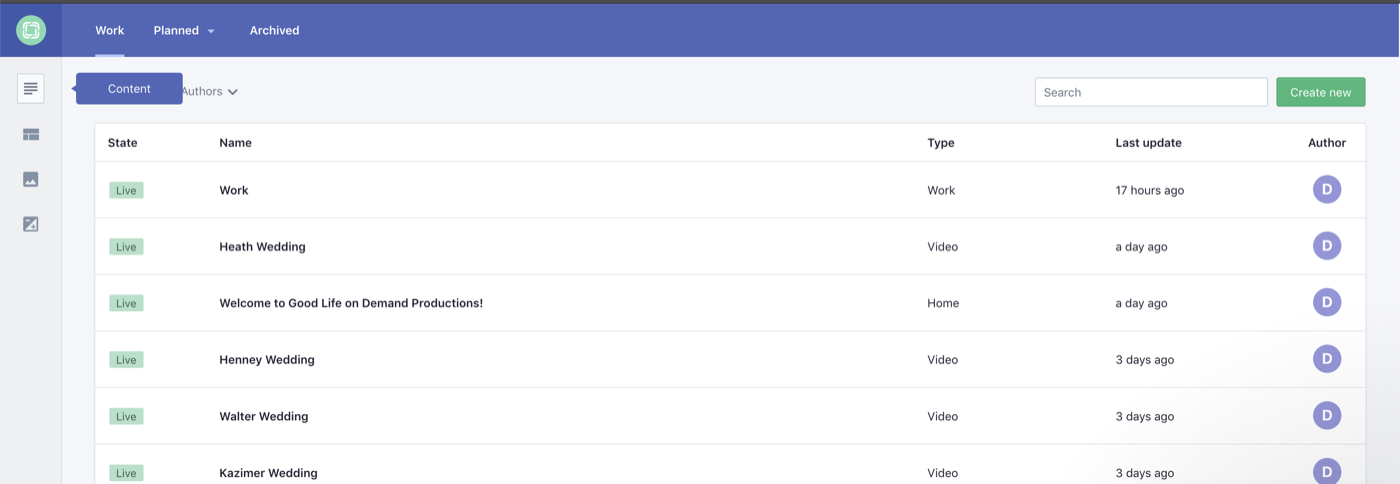 Work Planned Archived
Content
Authors
Search
Create new
State Name Type Last update Author
Live Work Work 17 hours ago D
Live Heath Wedding Video a day ago D
Live Welcome to Good Life on Demand Productions! Home a day ago D
Live Henney Wedding Video 3 days ago D
Live Walter Wedding Video 3 days ago D
Live Kazimer Wedding Video 3 days ago D